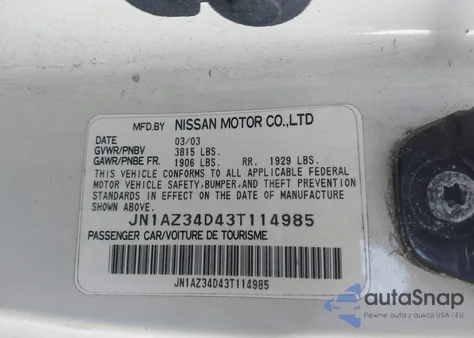 MFD.BY NISSAN MOTOR CO.,LTD
DATE 03/03
GVWR/PNBV 3815 LBS.
GAWR/PNBE FR. 1906 LBS. RR. 1929 LBS.
THIS VEHICLE CONFORMS TO ALL APPLICABLE FEDERAL
MOTOR VEHICLE SAFETY, BUMPER, AND THEFT PREVENTION
STANDARDS IN EFFECT ON THE DATE OF MANUFACTURE
SHOWN ABOVE.
JN1AZ34D43T114985
PASSENGER CAR/VOITURE DE TOURISME
JN1AZ34D43T114985
autoSnap
Pewne auta z aukcji USA i EU